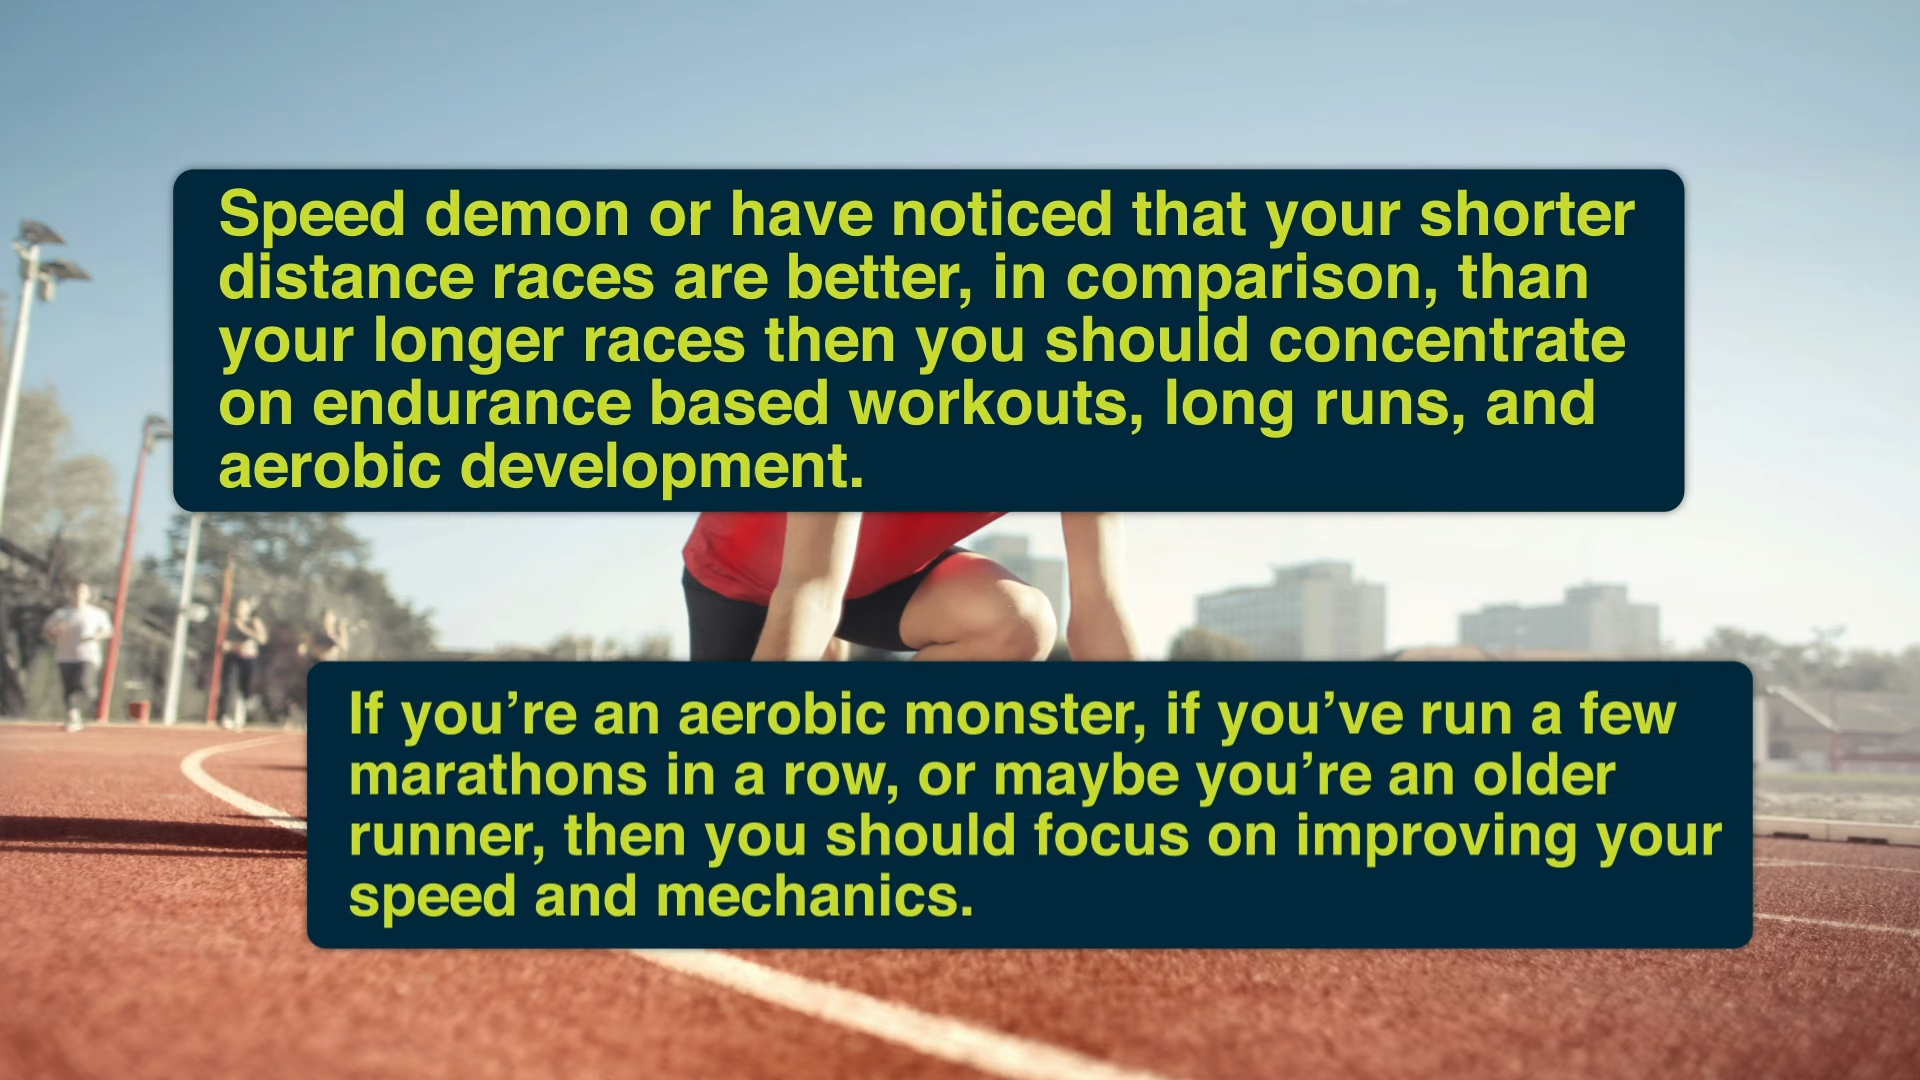 Speed demon or have noticed that your shorter
distance races are better, in comparison, than
your longer races then you should concentrate
on endurance based workouts, long runs, and
aerobic development.
If you’re an aerobic monster, if you’ve run a few
marathons in a row, or maybe you’re an older
runner, then you should focus on improving your
speed and mechanics.